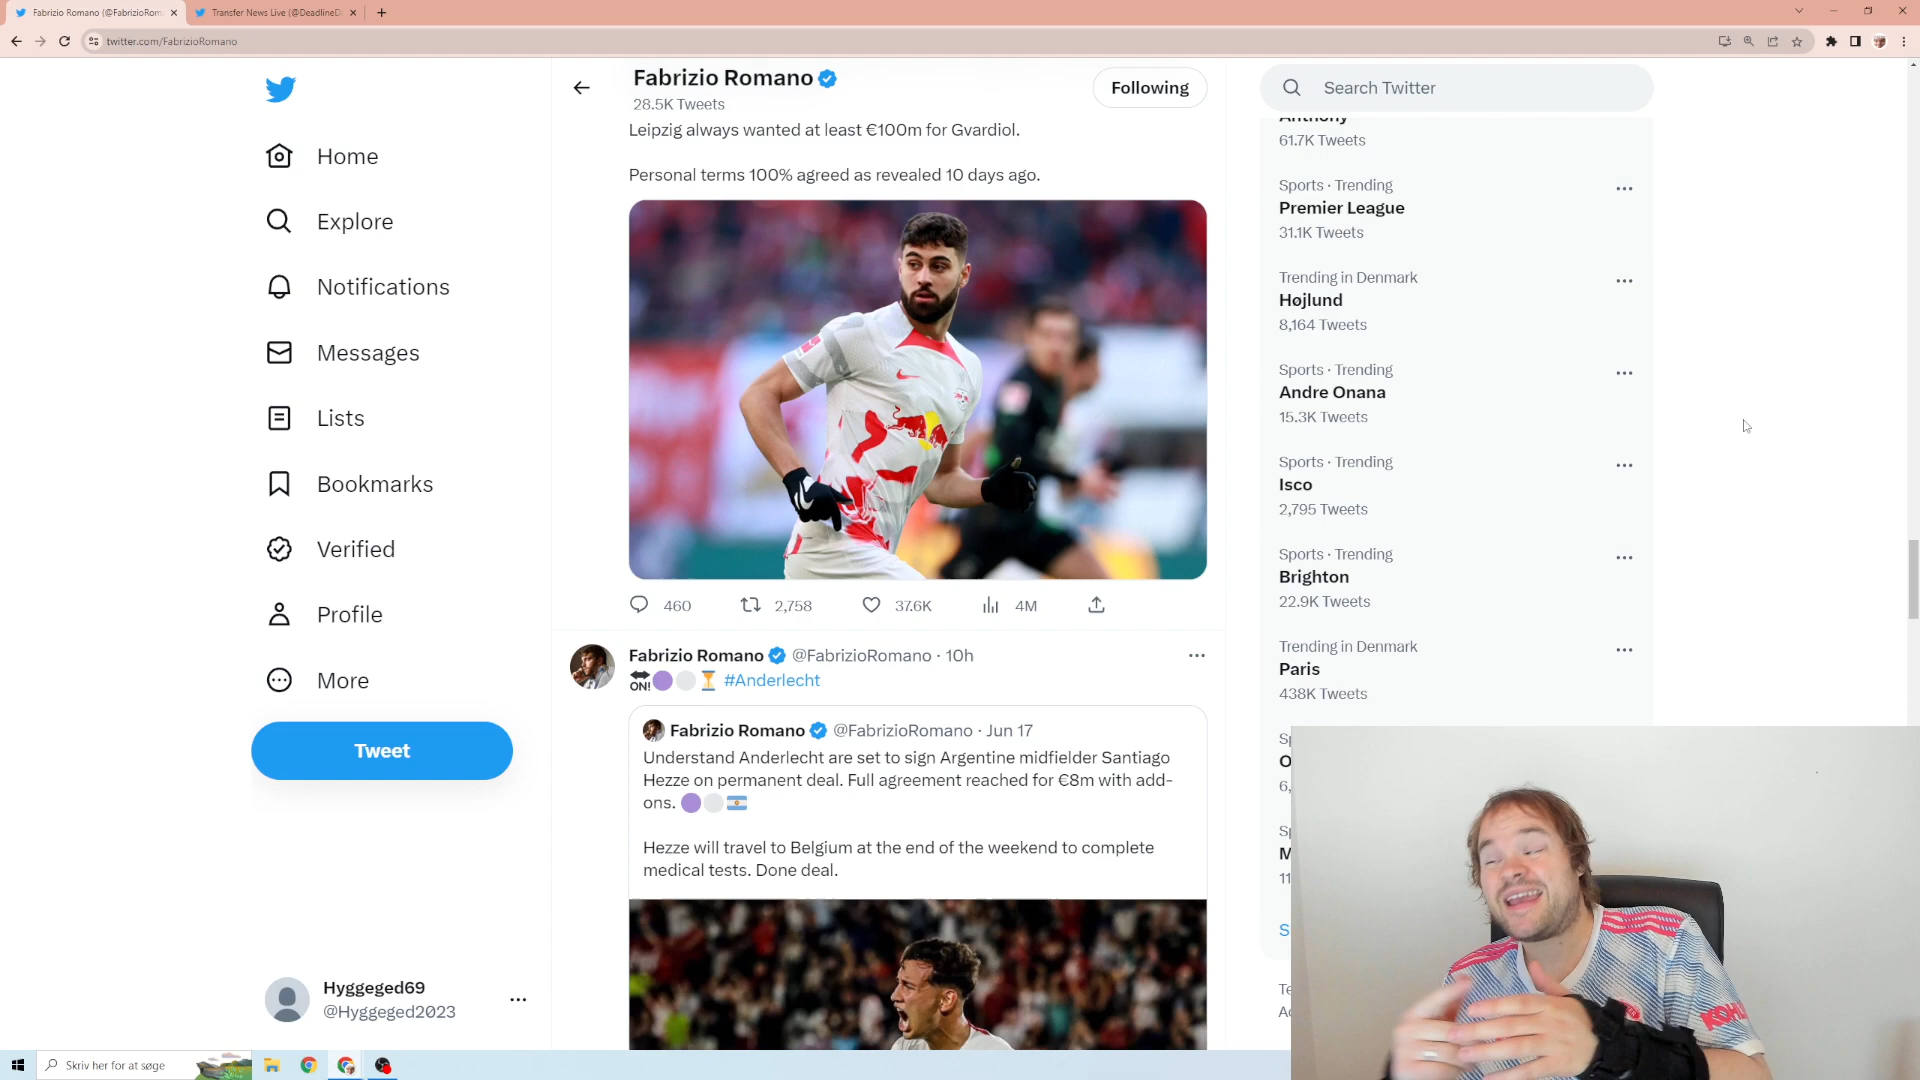 Fabrizio Romano (@FabrizioRom
Transfer News Live (@DeadlineD
twitter.com/FabrizioRomano
Home
Explore
Notifications
Messages
Lists
Bookmarks
Verified
Profile
More
Tweet
Hyggeged69
@Hyggeged2023
Fabrizio Romano
28.5K Tweets
Following
Leipzig always wanted at least €100m for Gvardiol.
Personal terms 100% agreed as revealed 10 days ago.
460 2,758 37.6K 4M
Fabrizio Romano @FabrizioRomano · 10h
ON! #Anderlecht
Fabrizio Romano @FabrizioRomano · Jun 17
Understand Anderlecht are set to sign Argentine midfielder Santiago
Hezze on permanent deal. Full agreement reached for €8m with add-
ons.
Hezze will travel to Belgium at the end of the weekend to complete
medical tests. Done deal.
Search Twitter
Anthony
61.7K Tweets
Sports · Trending
Premier League
31.1K Tweets
Trending in Denmark
Højlund
8,164 Tweets
Sports · Trending
Andre Onana
15.3K Tweets
Sports · Trending
Isco
2,795 Tweets
Sports · Trending
Brighton
22.9K Tweets
Trending in Denmark
Paris
438K Tweets
KOHL
Skriv her for at søge